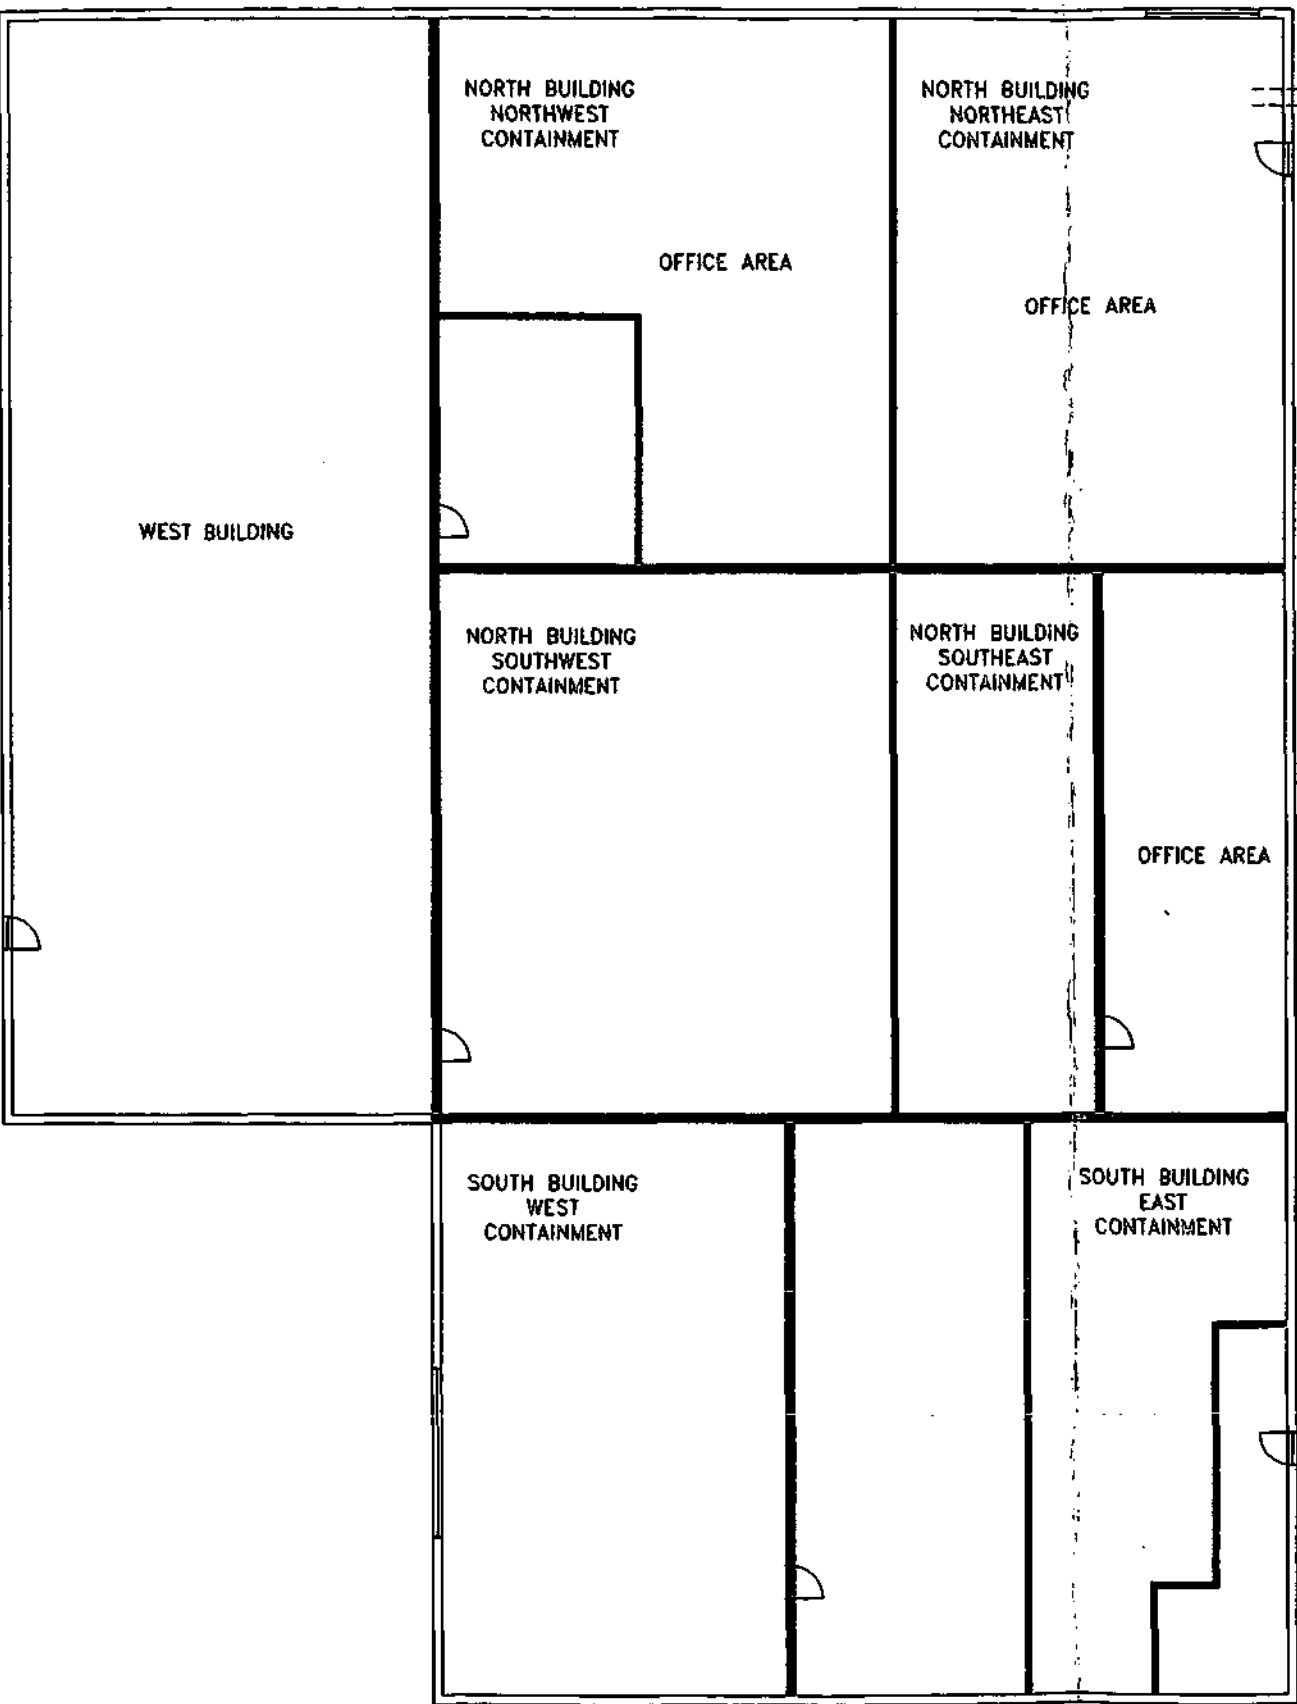 NORTH BUILDING
NORTHWEST
CONTAINMENT
NORTH BUILDING
NORTHEAST
CONTAINMENT
OFFICE AREA
OFFICE AREA
WEST BUILDING
NORTH BUILDING
SOUTHWEST
CONTAINMENT
NORTH BUILDING
SOUTHEAST
CONTAINMENT
OFFICE AREA
SOUTH BUILDING
WEST
CONTAINMENT
SOUTH BUILDING
EAST
CONTAINMENT